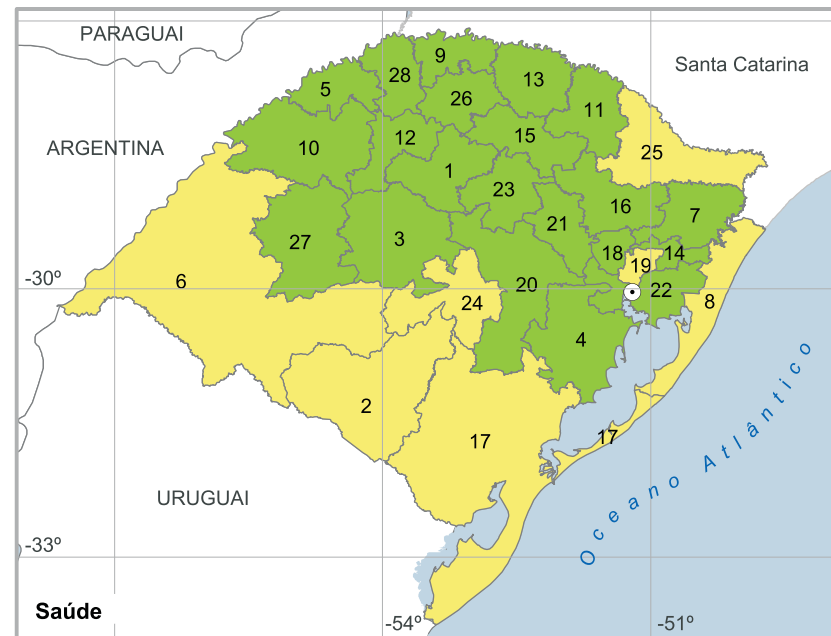 PARAGUAI
9
Santa Catarina
28
13
5
26
11
12
15
ARGENTINA
10
25
1
23
16
7
21
3
27
18
14
19
6
-30º
20
22
24
8
4
2
17
17
Oceano Atlântico
URUGUAI
-33º
Saúde
-54º
-51º